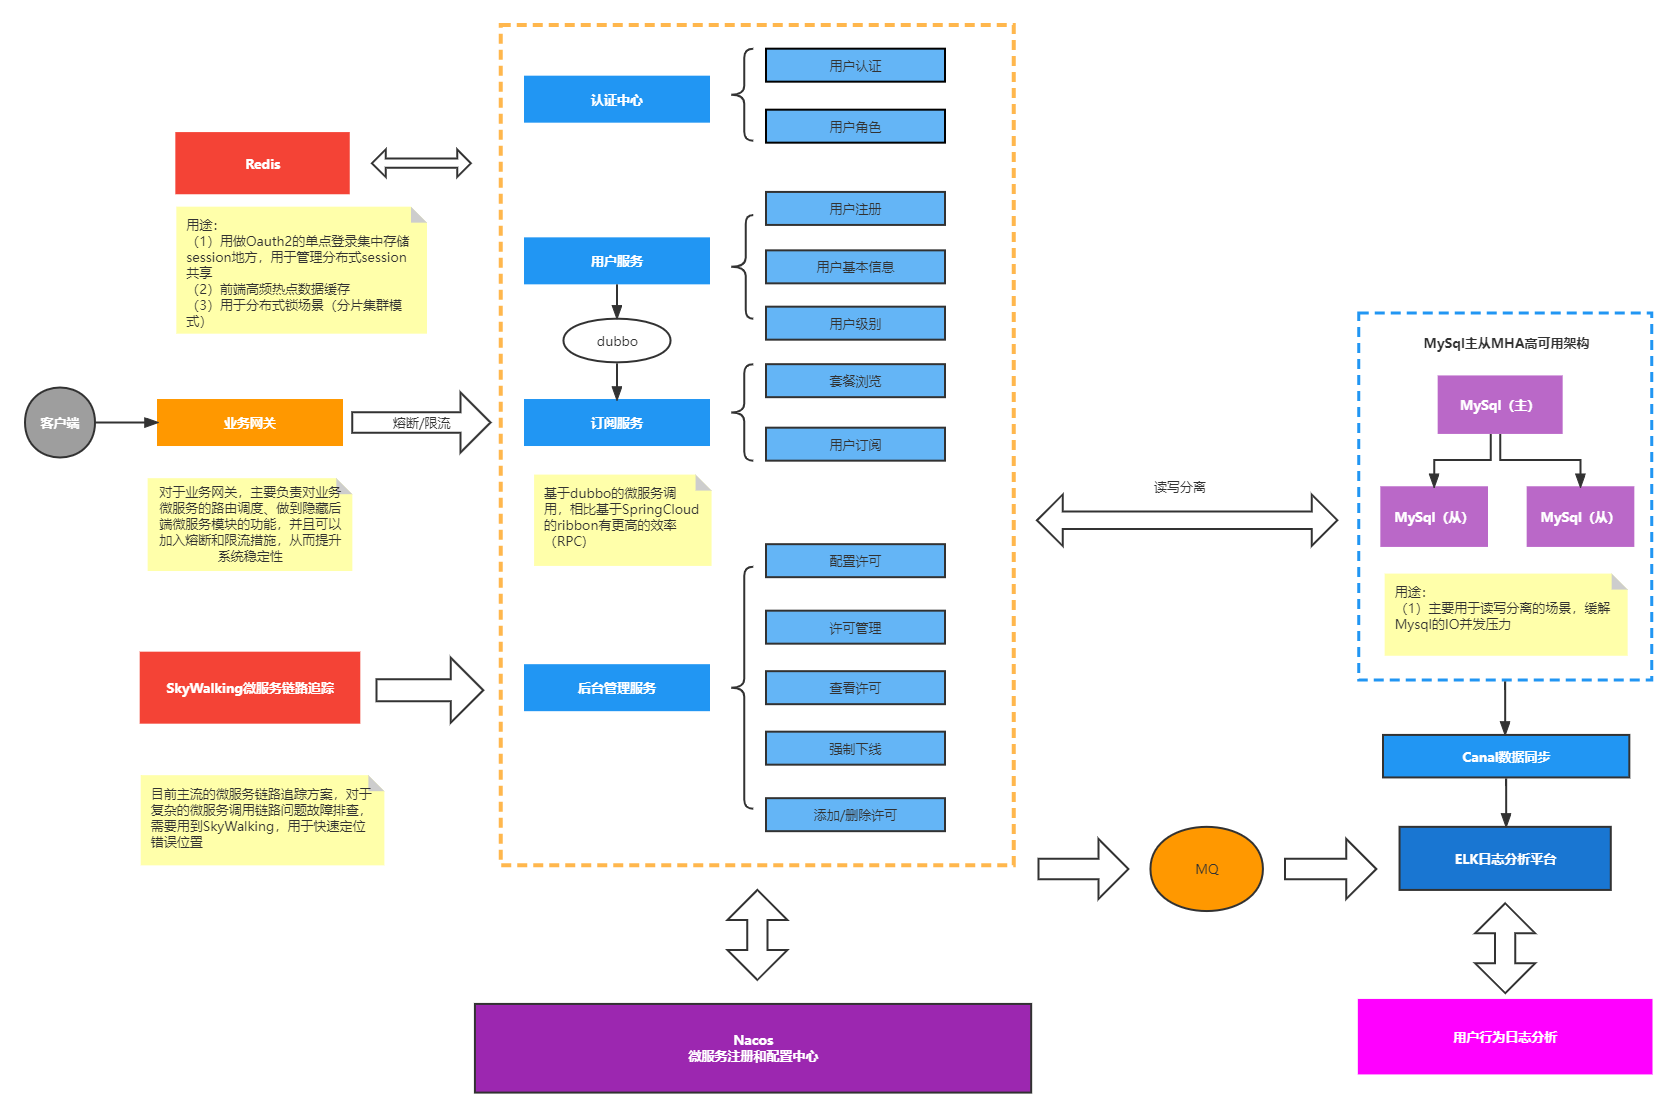 认证中心
用户认证
用户角色
Redis
用途：
（1）用做Oauth2的单点登录集中存储
session地方，用于管理分布式session
共享
（2）前端高频热点数据缓存
（3）用于分布式锁场景（分片集群模
式）
用户服务
用户注册
用户基本信息
用户级别
dubbo
客户端
业务网关
熔断/限流
订阅服务
套餐浏览
用户订阅
对于业务网关，主要负责对业务
微服务的路由调度、做到隐藏后
端微服务模块的功能，并且可以
加入熔断和限流措施，从而提升
系统稳定性
基于dubbo的微服务调
用，相比基于SpringCloud
的ribbon有更高的效率
（RPC）
SkyWalking微服务链路追踪
目前主流的微服务链路追踪方案，对于
复杂的微服务调用链路问题故障排查，
需要用到SkyWalking，用于快速定位
错误位置
后台管理服务
配置许可
许可管理
查看许可
强制下线
添加/删除许可
读写分离
MySql主从MHA高可用架构
MySql（主）
MySql（从）
MySql（从）
用途：
（1）主要用于读写分离的场景，缓解
Mysql的IO并发压力
Canal数据同步
MQ
ELK日志分析平台
用户行为日志分析
Nacos
微服务注册和配置中心